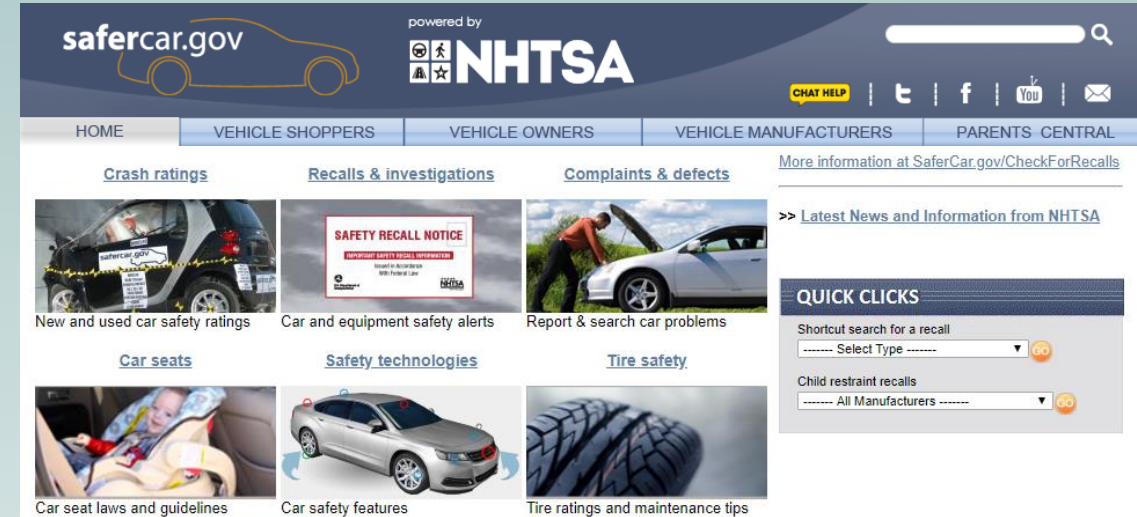 safercar.gov
powered by
NHTSA
CHAT HELP
You
HOME
VEHICLE SHOPPERS
VEHICLE OWNERS
VEHICLE MANUFACTURERS
PARENTS CENTRAL
Crash ratings
Recalls & investigations
Complaints & defects
safercar.gov
SAFETY RECALL NOTICE
IMPORTANT SAFETY RECALL INFORMATION
Issued in Accordance
With Federal Law
NHTSA
New and used car safety ratings
Car and equipment safety alerts
Report & search car problems
Car seats
Safety technologies
Tire safety
Car seat laws and guidelines
Car safety features
Tire ratings and maintenance tips
More information at SaferCar.gov/CheckForRecalls
>> Latest News and Information from NHTSA
QUICK CLICKS
Shortcut search for a recall
------- Select Type -------
GO
Child restraint recalls
------- All Manufacturers -------
GO